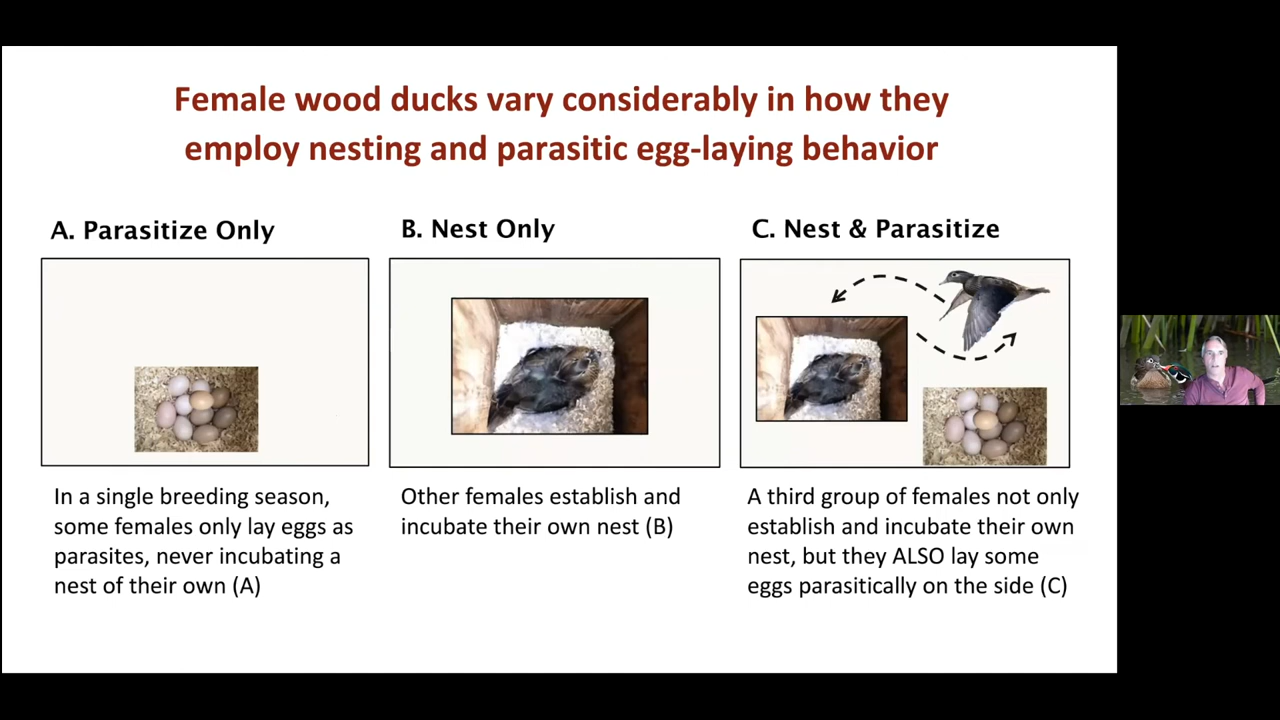 Female wood ducks vary considerably in how they
employ nesting and parasitic egg-laying behavior
A. Parasitize Only
B. Nest Only
C. Nest & Parasitize
In a single breeding season,
some females only lay eggs as
parasites, never incubating a
nest of their own (A)
Other females establish and
incubate their own nest (B)
A third group of females not only
establish and incubate their own
nest, but they ALSO lay some
eggs parasitically on the side (C)